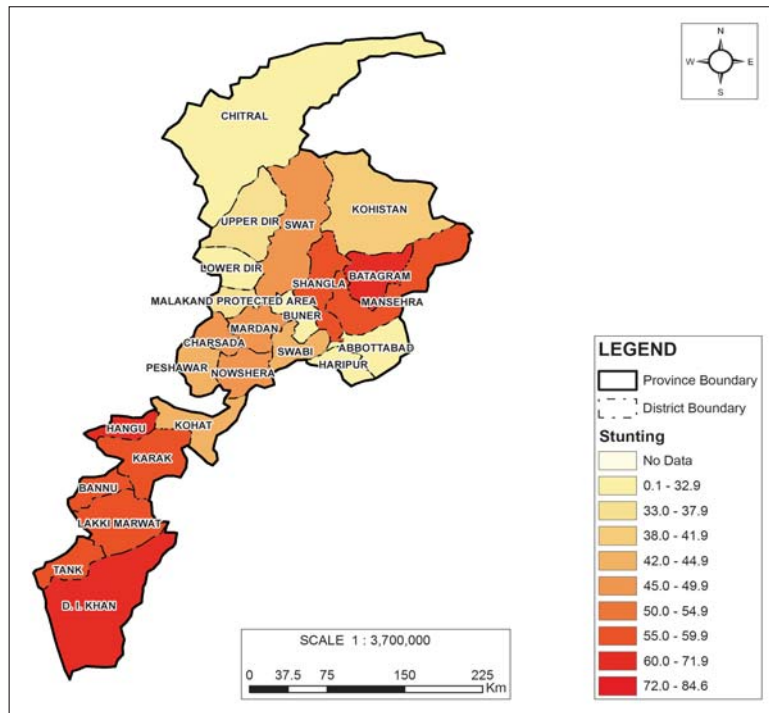 N
W E
S
CHITRAL
UPPER DIR
SWAT
KOHISTAN
LOWER DIR
BATAGRAM
SHANGLA
MALAKAND PROTECTED AREA
MANSEHRA
BUNER
MARDAN
CHARSADA
ABBOTTABAD
SWABI
PESHAWAR
NOWSHERA
HARIPUR
HANGU
KOHAT
KARAK
BANNU
LAKKI MARWAT
TANK
D. I. KHAN
LEGEND
Province Boundary
District Boundary
Stunting
No Data
0.1 - 32.9
33.0 - 37.9
38.0 - 41.9
42.0 - 44.9
45.0 - 49.9
50.0 - 54.9
55.0 - 59.9
60.0 - 71.9
72.0 - 84.6
SCALE 1 : 3,700,000
0 37.5 75 150 225
Km